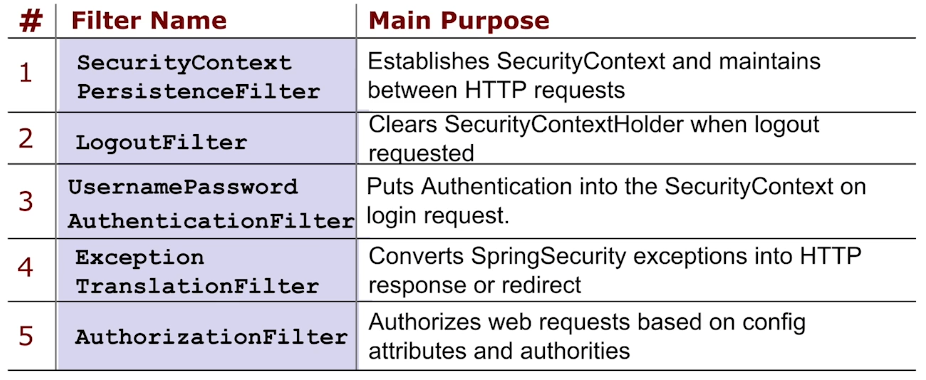 # Filter Name Main Purpose
1 SecurityContext Establishes SecurityContext and maintains
PersistenceFilter between HTTP requests
2 LogoutFilter Clears SecurityContextHolder when logout
requested
3 UsernamePassword Puts Authentication into the SecurityContext on
AuthenticationFilter login request.
4 Exception Converts SpringSecurity exceptions into HTTP
TranslationFilter response or redirect
5 AuthorizationFilter Authorizes web requests based on config
attributes and authorities